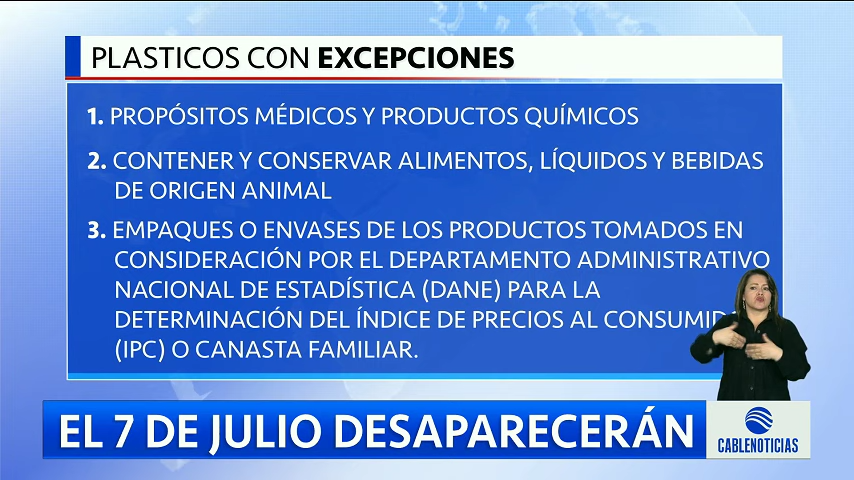 PLASTICOS CON EXCEPCIONES
1. PROPÓSITOS MÉDICOS Y PRODUCTOS QUÍMICOS
2. CONTENER Y CONSERVAR ALIMENTOS, LÍQUIDOS Y BEBIDAS
DE ORIGEN ANIMAL
3. EMPAQUES O ENVASES DE LOS PRODUCTOS TOMADOS EN
CONSIDERACIÓN POR EL DEPARTAMENTO ADMINISTRATIVO
NACIONAL DE ESTADÍSTICA (DANE) PARA LA
DETERMINACIÓN DEL ÍNDICE DE PRECIOS AL
(IPC) O CANASTA FAMILIAR.
EL 7 DE JULIO DESAPARECERÁN
CABLENOTICIAS